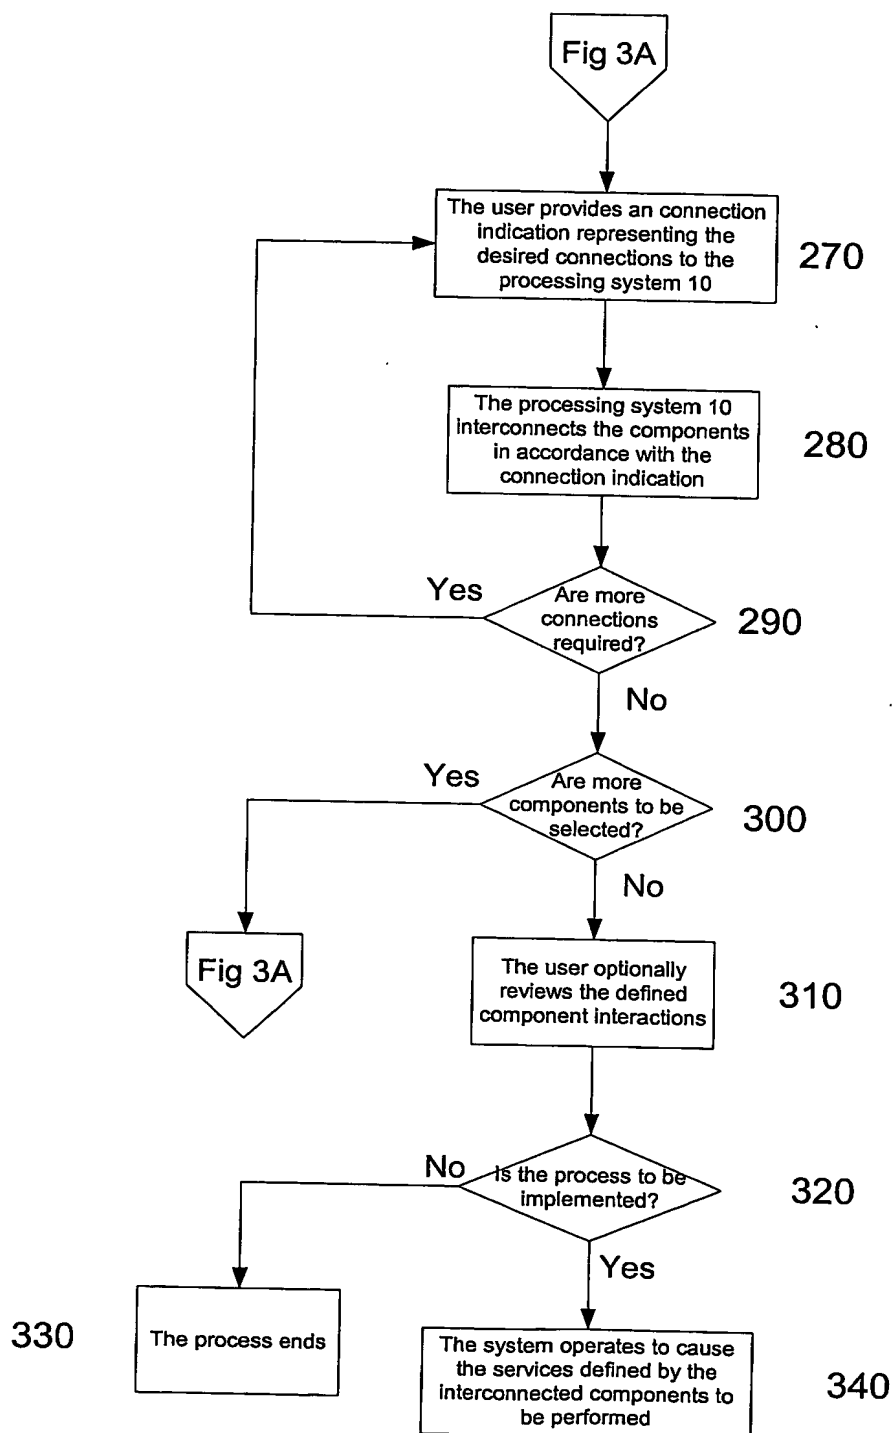 Fig 3A
The user provides an connection
indication representing the
desired connections to the
processing system 10
270
The processing system 10
interconnects the components
in accordance with the
connection indication
280
Yes
Are more
connections
required?
290
No
Yes
Are more
components to be
selected?
300
No
Fig 3A
The user optionally
reviews the defined
component interactions
310
No
Is the process to be
implemented?
320
Yes
330
The process ends
The system operates to cause
the services defined by the
interconnected components to
be performed
340